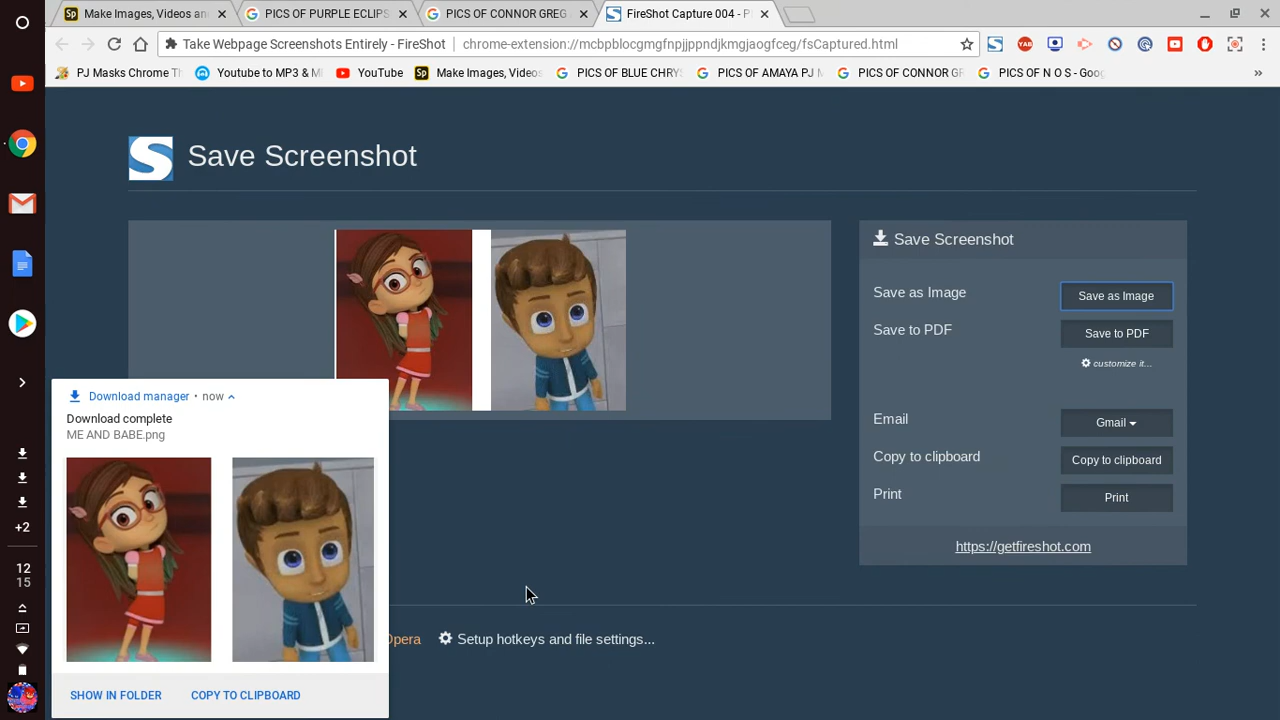 Make Images, Videos an
PICS OF PURPLE ECLIPS
PICS OF CONNOR GREG
FireShot Capture 004 - P
Take Webpage Screenshots Entirely - FireShot
chrome-extension://mcbpblocgmgfnpjjppndjkmgjaogfceg/fsCaptured.html
Sp PJ Masks Chrome Th
Youtube to MP3 & M
YouTube
Sp Make Images, Videos
PICS OF BLUE CHRY
PICS OF AMAYA PJ M
PICS OF CONNOR GR
PICS OF N O S - Goog
»
S Save Screenshot
Save Screenshot
Save as Image
Save as Image
Save to PDF
Save to PDF
customize it...
Email
Gmail
Copy to clipboard
Copy to clipboard
Print
Print
https://getfireshot.com
Download manager • now
Download complete
ME AND BABE.png
SHOW IN FOLDER
COPY TO CLIPBOARD
Opera
Setup hotkeys and file settings...
+2
12
15